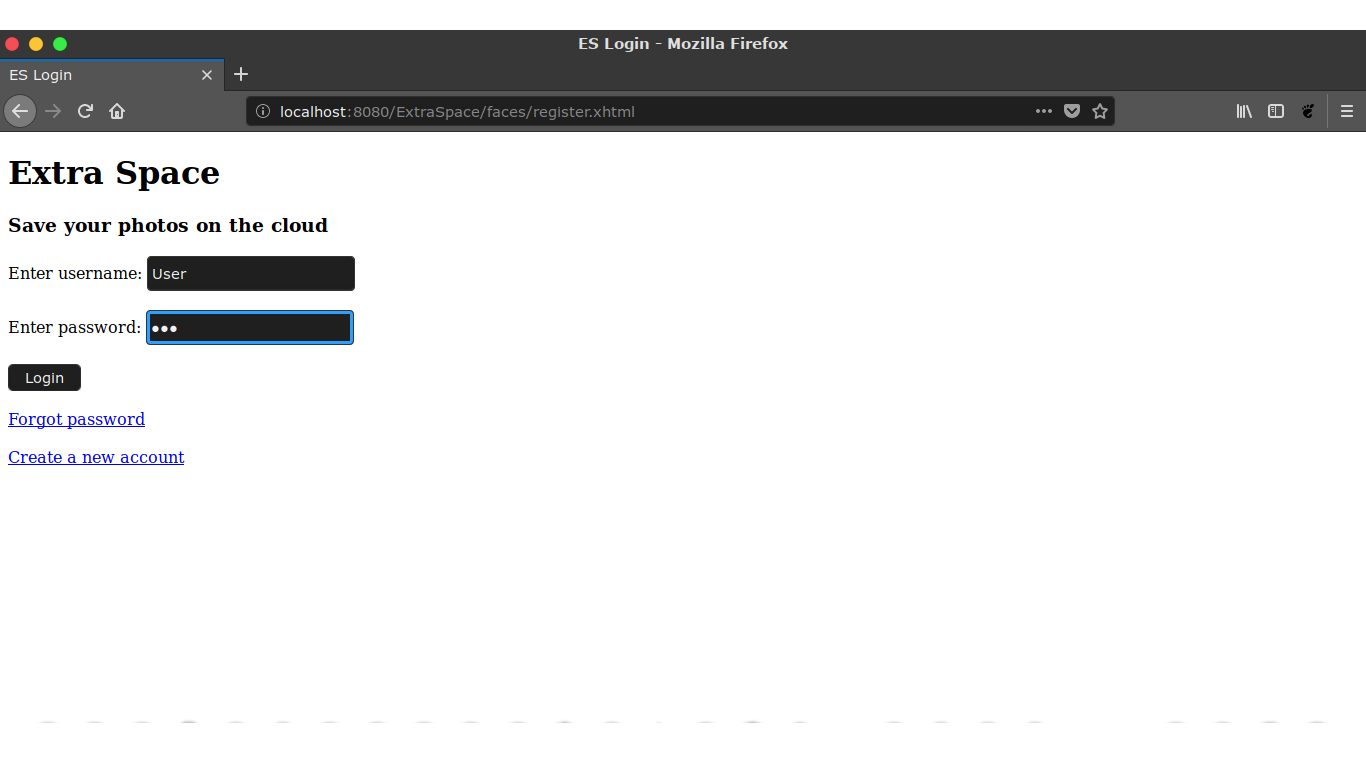 ES Login - Mozilla Firefox
ES Login
localhost:8080/ExtraSpace/faces/register.xhtml
Extra Space
Save your photos on the cloud
Enter username: User
Enter password: ●●●
Login
Forgot password
Create a new account